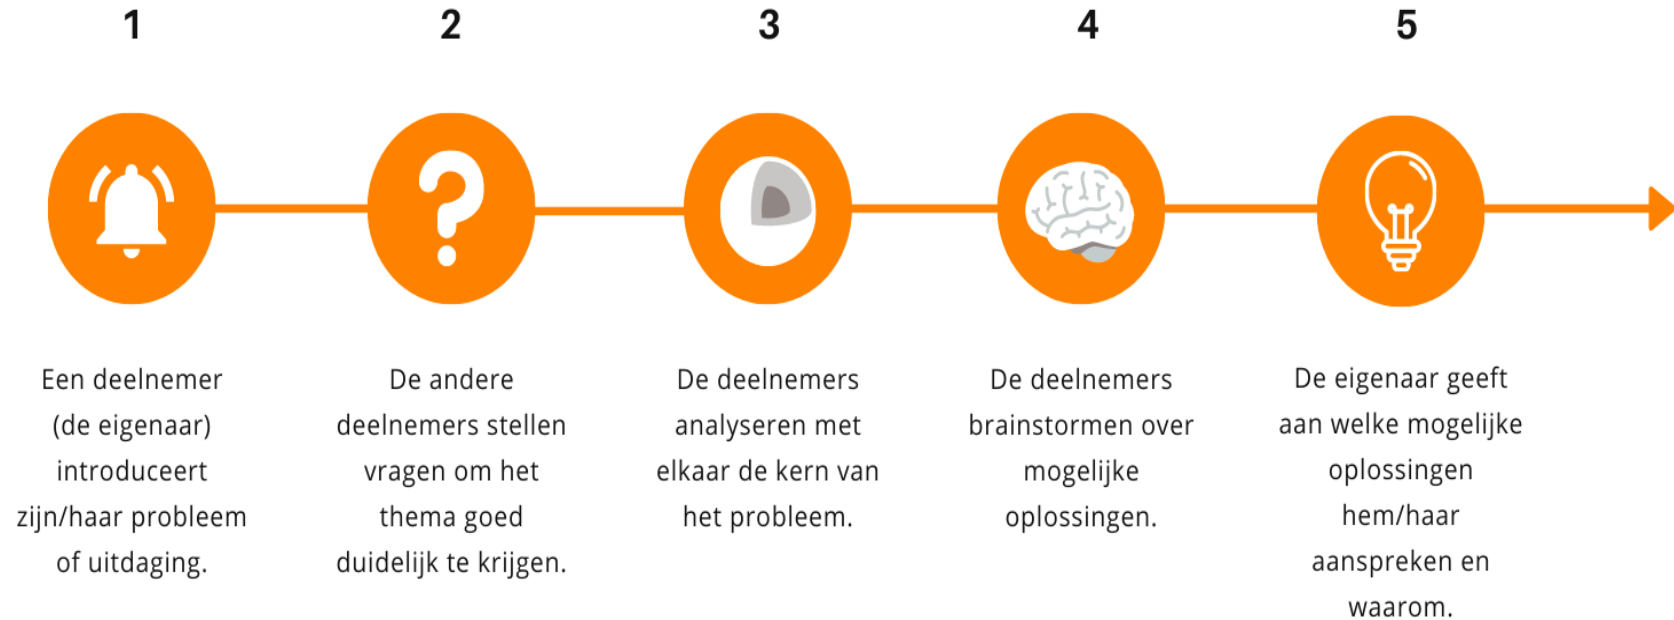 1
2
3
4
5
Een deelnemer
(de eigenaar)
introduceert
zijn/haar probleem
of uitdaging.
De andere
deelnemers stellen
vragen om het
thema goed
duidelijk te krijgen.
De deelnemers
analyseren met
elkaar de kern van
het probleem.
De deelnemers
brainstormen over
mogelijke
oplossingen.
De eigenaar geeft
aan welke mogelijke
oplossingen
hem/haar
aanspreken en
waarom.